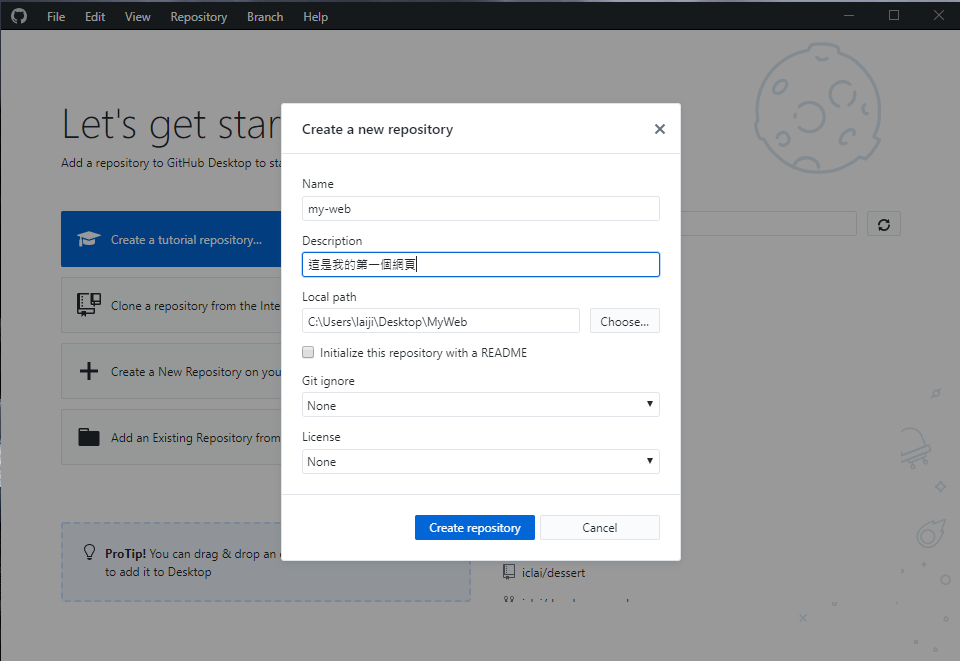 File Edit View Repository Branch Help
Let's get star
Add a repository to GitHub Desktop to sta
Create a tutorial repository...
Clone a repository from the Inte
Create a New Repository on you
Add an Existing Repository from
ProTip! You can drag & drop an
to add it to Desktop
Create a new repository
Name
my-web
Description
這是我的第一個網頁
Local path
C:\Users\laiji\Desktop\MyWeb
Choose...
Initialize this repository with a README
Git ignore
None
License
None
Create repository
Cancel
iclai/dessert